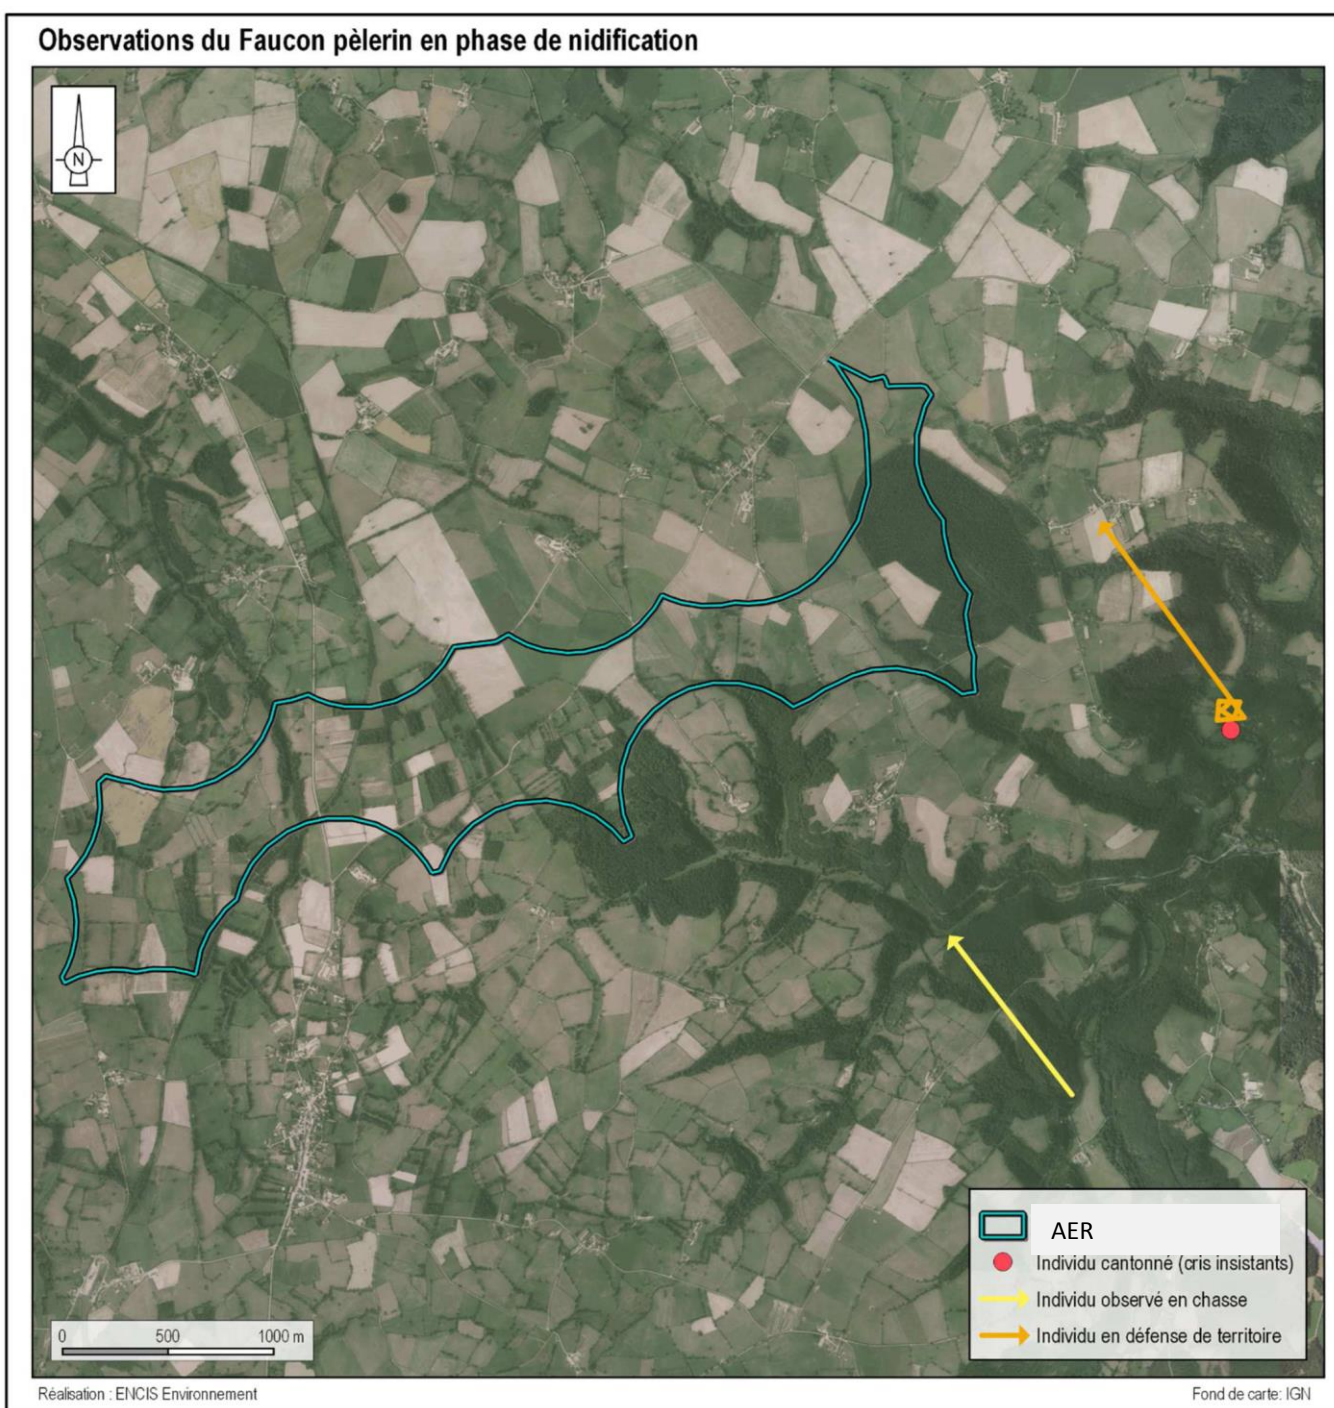 Observations du Faucon pèlerin en phase de nidification
N
AER
Individu cantonné (cris insistants)
Individu observé en chasse
Individu en défense de territoire
0 500 1000 m
Réalisation : ENCIS Environnement
Fond de carte: IGN